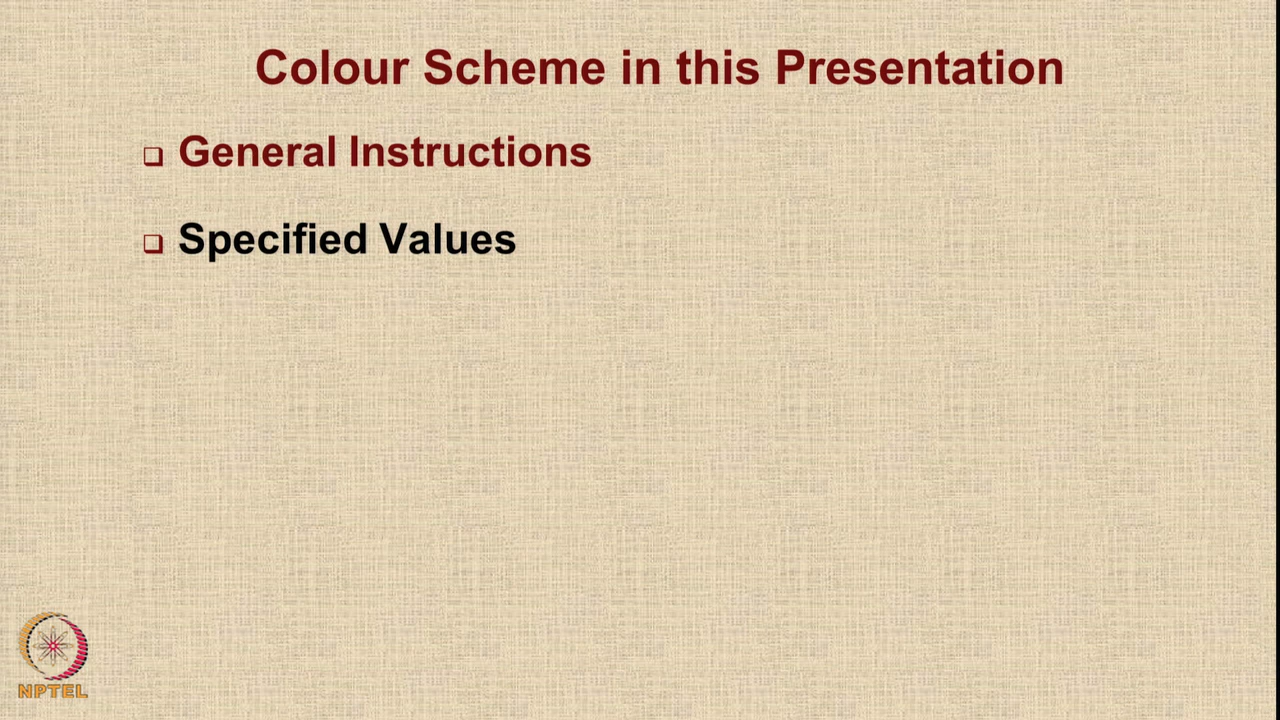 Colour Scheme in this Presentation
General Instructions
Specified Values
NPTEL